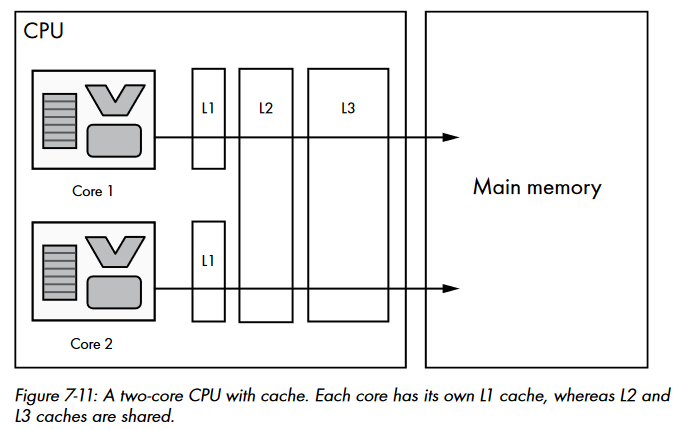 CPU
L1
L2
L3
Core 1
Main memory
L1
Core 2
Figure 7-11: A two-core CPU with cache. Each core has its own L1 cache, whereas L2 and
L3 caches are shared.